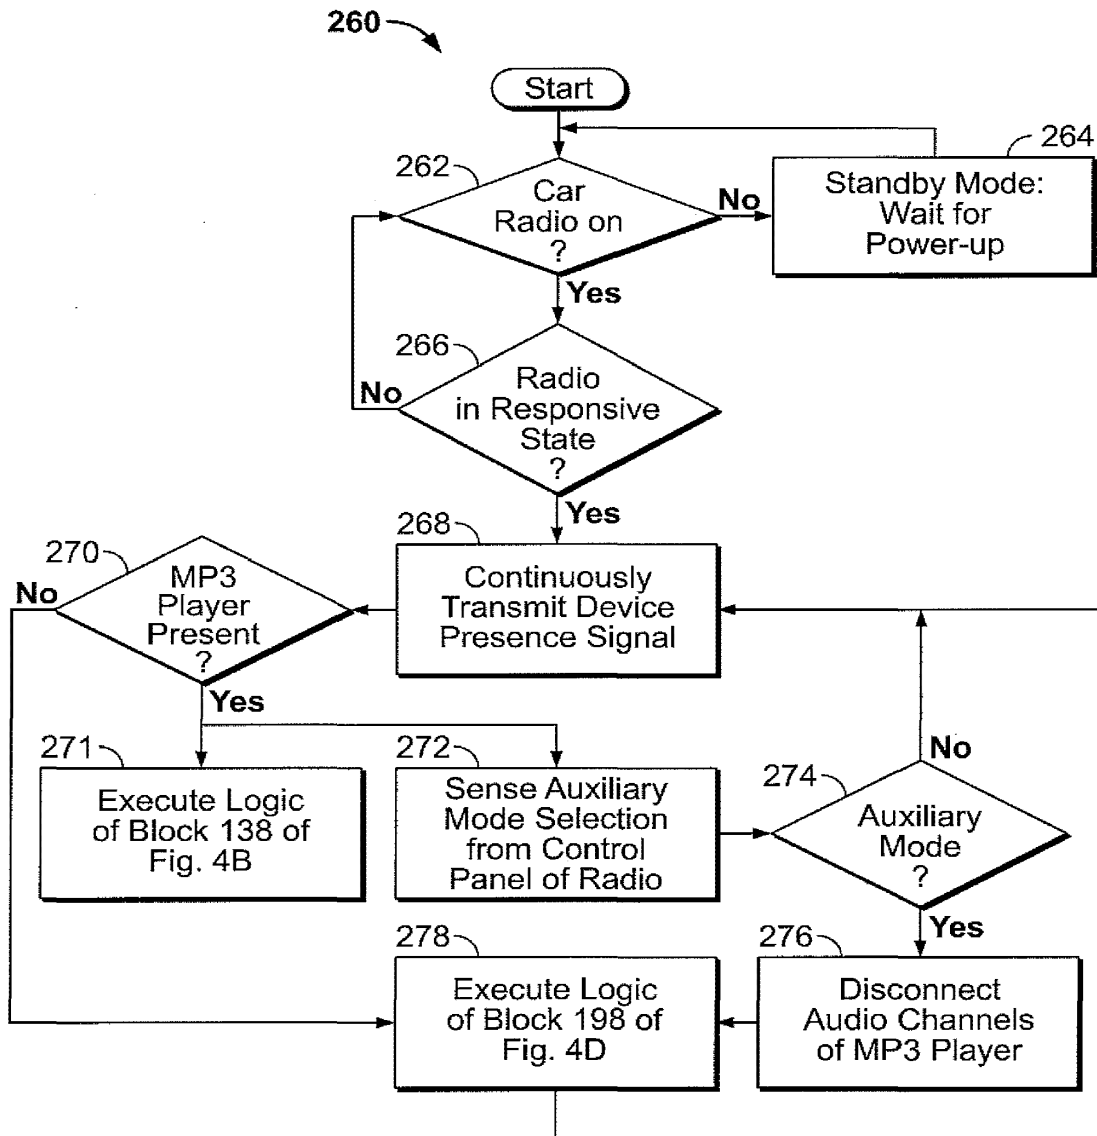 260
Start
262
Car
Radio on
?
No
264
Standby Mode:
Wait for
Power-up
Yes
266
Radio
in Responsive
State
?
No
Yes
268
Continuously
Transmit Device
Presence Signal
270
MP3
Player
Present
?
No
Yes
271
Execute Logic
of Block 138 of
Fig. 4B
272
Sense Auxiliary
Mode Selection
from Control
Panel of Radio
274
Auxiliary
Mode
?
No
Yes
276
Disconnect
Audio Channels
of MP3 Player
278
Execute Logic
of Block 198 of
Fig. 4D